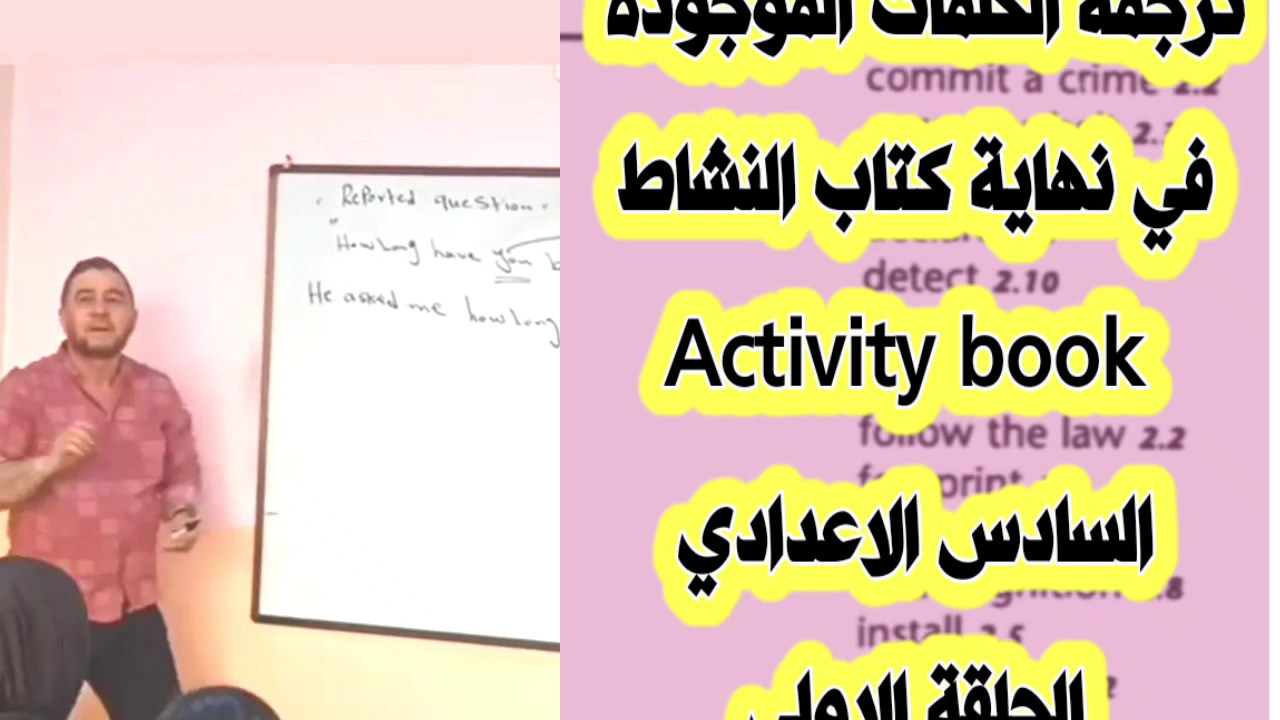 Reported question
How long have you b
He asked me how long
ترجمة الكلمات الموجودة
commit a crime 2.2
في نهاية كتاب النشاط
detect 2.10
Activity book
follow the law 2.2
السادس الاعدادي
install 2.5
الحلقة الاولى